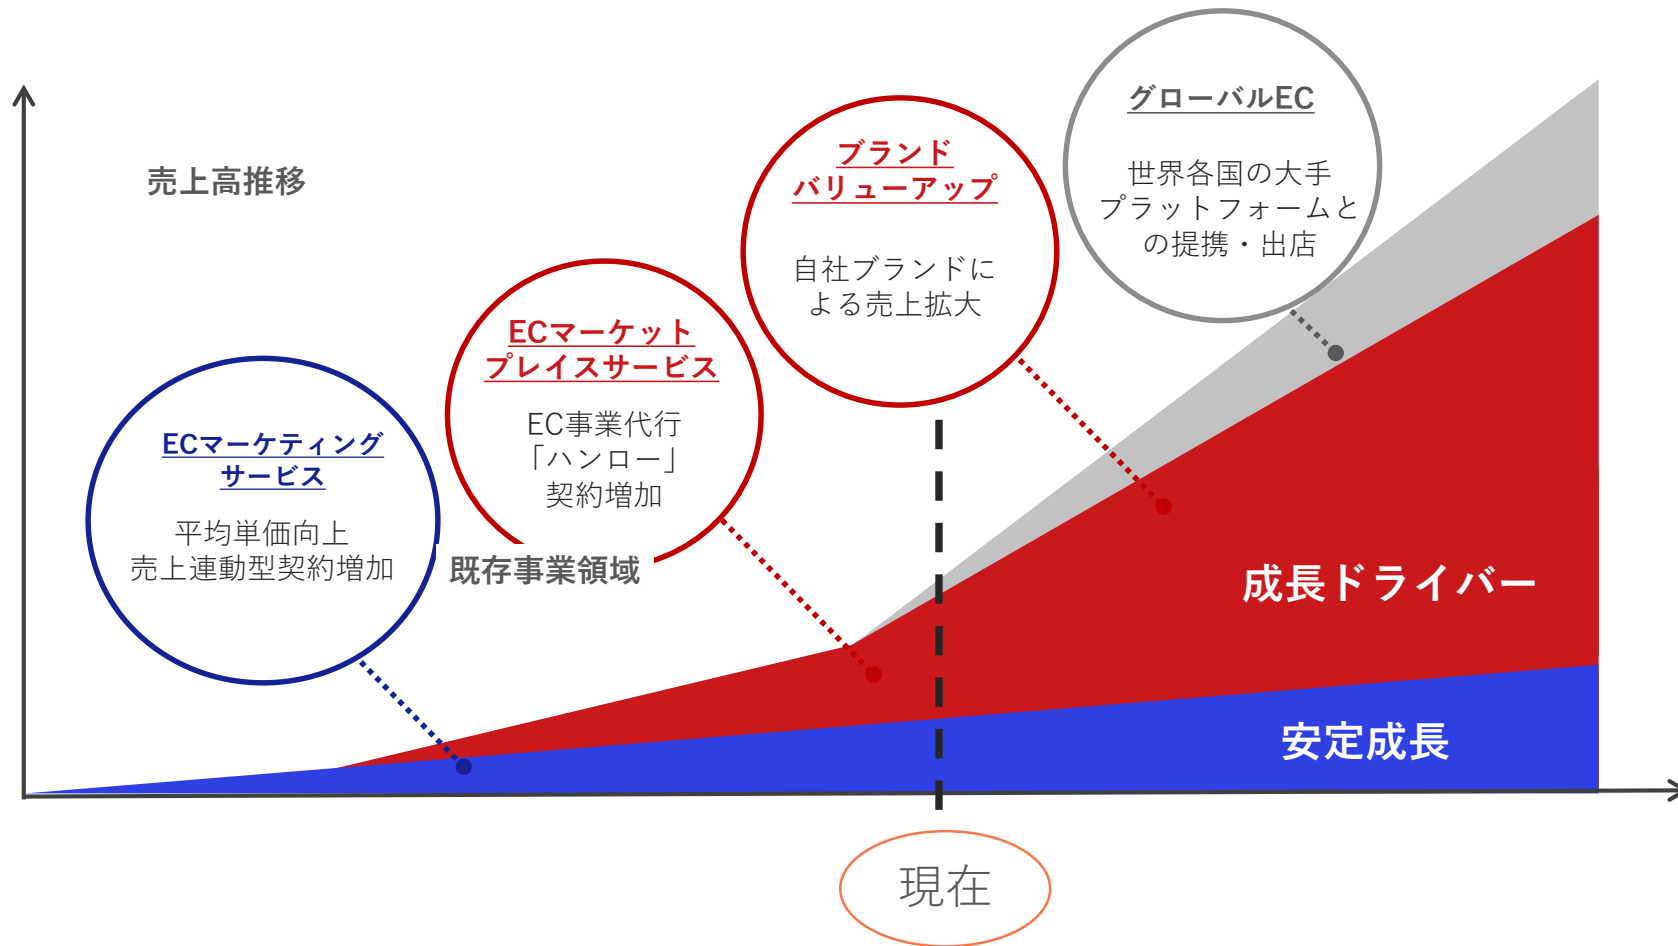 売上高推移
グローバルEC
世界各国の大手
プラットフォームと
の提携・出店
ブランド
バリューアップ
自社ブランドに
よる売上拡大
ECマーケット
プレイスサービス
EC事業代行
「ハンロー」
契約増加
ECマーケティング
サービス
平均単価向上
売上連動型契約増加
既存事業領域
成長ドライバー
安定成長
現在